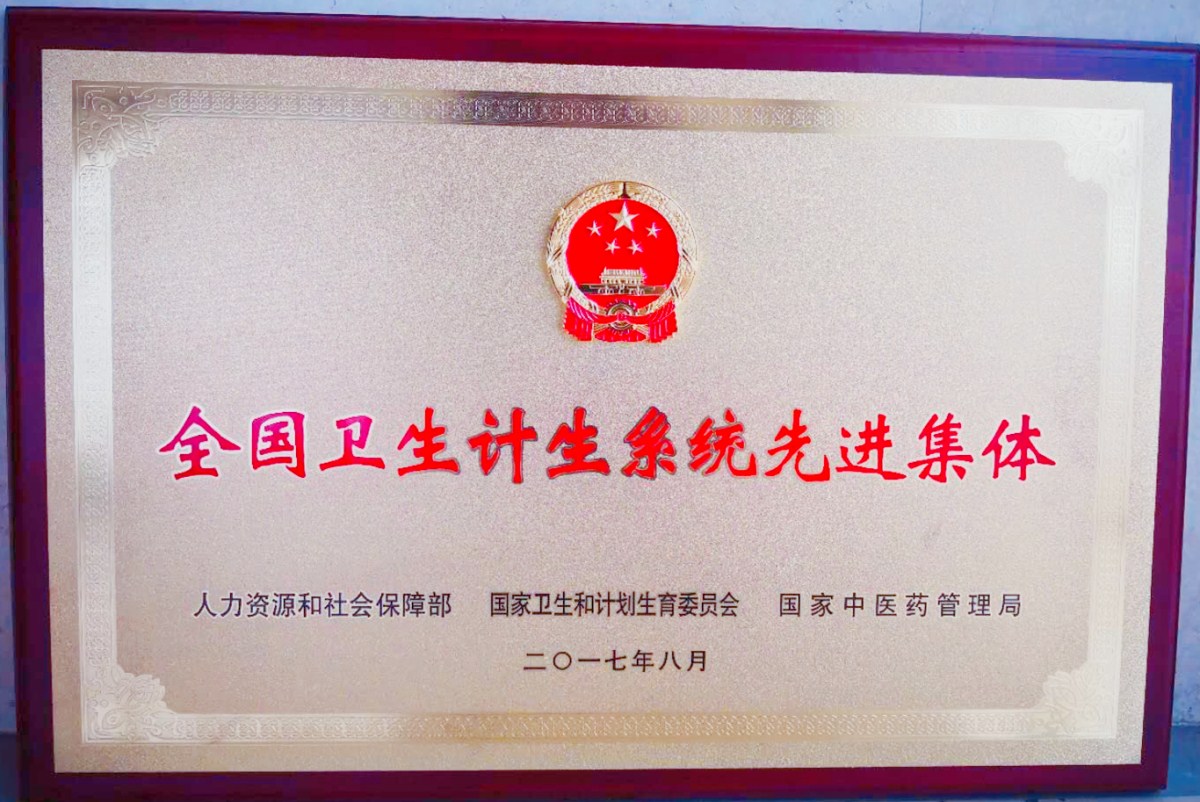 全国卫生计生系统先进集体
人力资源和社会保障部 国家卫生和计划生育委员会 国家中医药管理局
二〇一七年八月